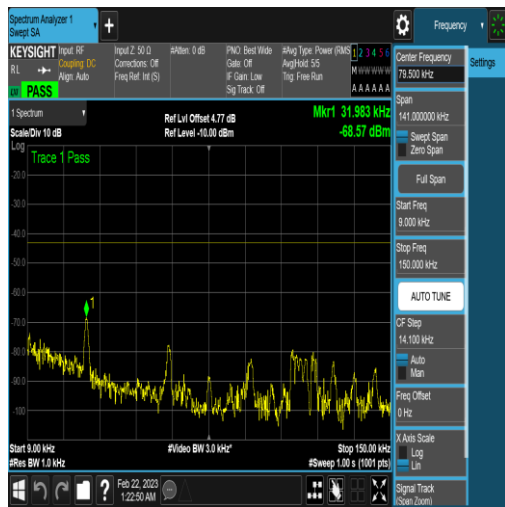 Spectrum Analyzer 1
Swept SA
+
Frequency
KEYSIGHT
Input: RF
Input Z: 50 Ω
#Atten: 0 dB
PNO: Best Wide
#Avg Type: Power (RMS
1 2 3 4 5 6
RL
Coupling: DC
Corrections: Off
Gate: Off
Avg|Hold: 5/5
M W W W W W
Align: Auto
Freq Ref: Int (S)
IF Gain: Low
Trig: Free Run
PASS
Sig Track: Off
A A A A A A
Center Frequency
79.500 kHz
Settings
Span
141.000000 kHz
Swept Span
Zero Span
Full Span
Start Freq
9.000 kHz
Stop Freq
150.000 kHz
AUTO TUNE
CF Step
14.100 kHz
Auto
Man
Freq Offset
0 Hz
X Axis Scale
Log
Lin
Signal Track
(Span Zoom)
1 Spectrum
Ref Lvl Offset 4.77 dB
Mkr1 31.983 kHz
Scale/Div 10 dB
Ref Level -10.00 dBm
-68.57 dBm
Log
Trace 1 Pass
-20.0
-30.0
-40.0
-50.0
-60.0
1
-70.0
-80.0
-90.0
-100
Start 9.00 kHz
#Video BW 3.0 kHz*
Stop 150.00 kHz
#Res BW 1.0 kHz
#Sweep 1.00 s (1001 pts)
?
Feb 22, 2023
1:22:50 AM